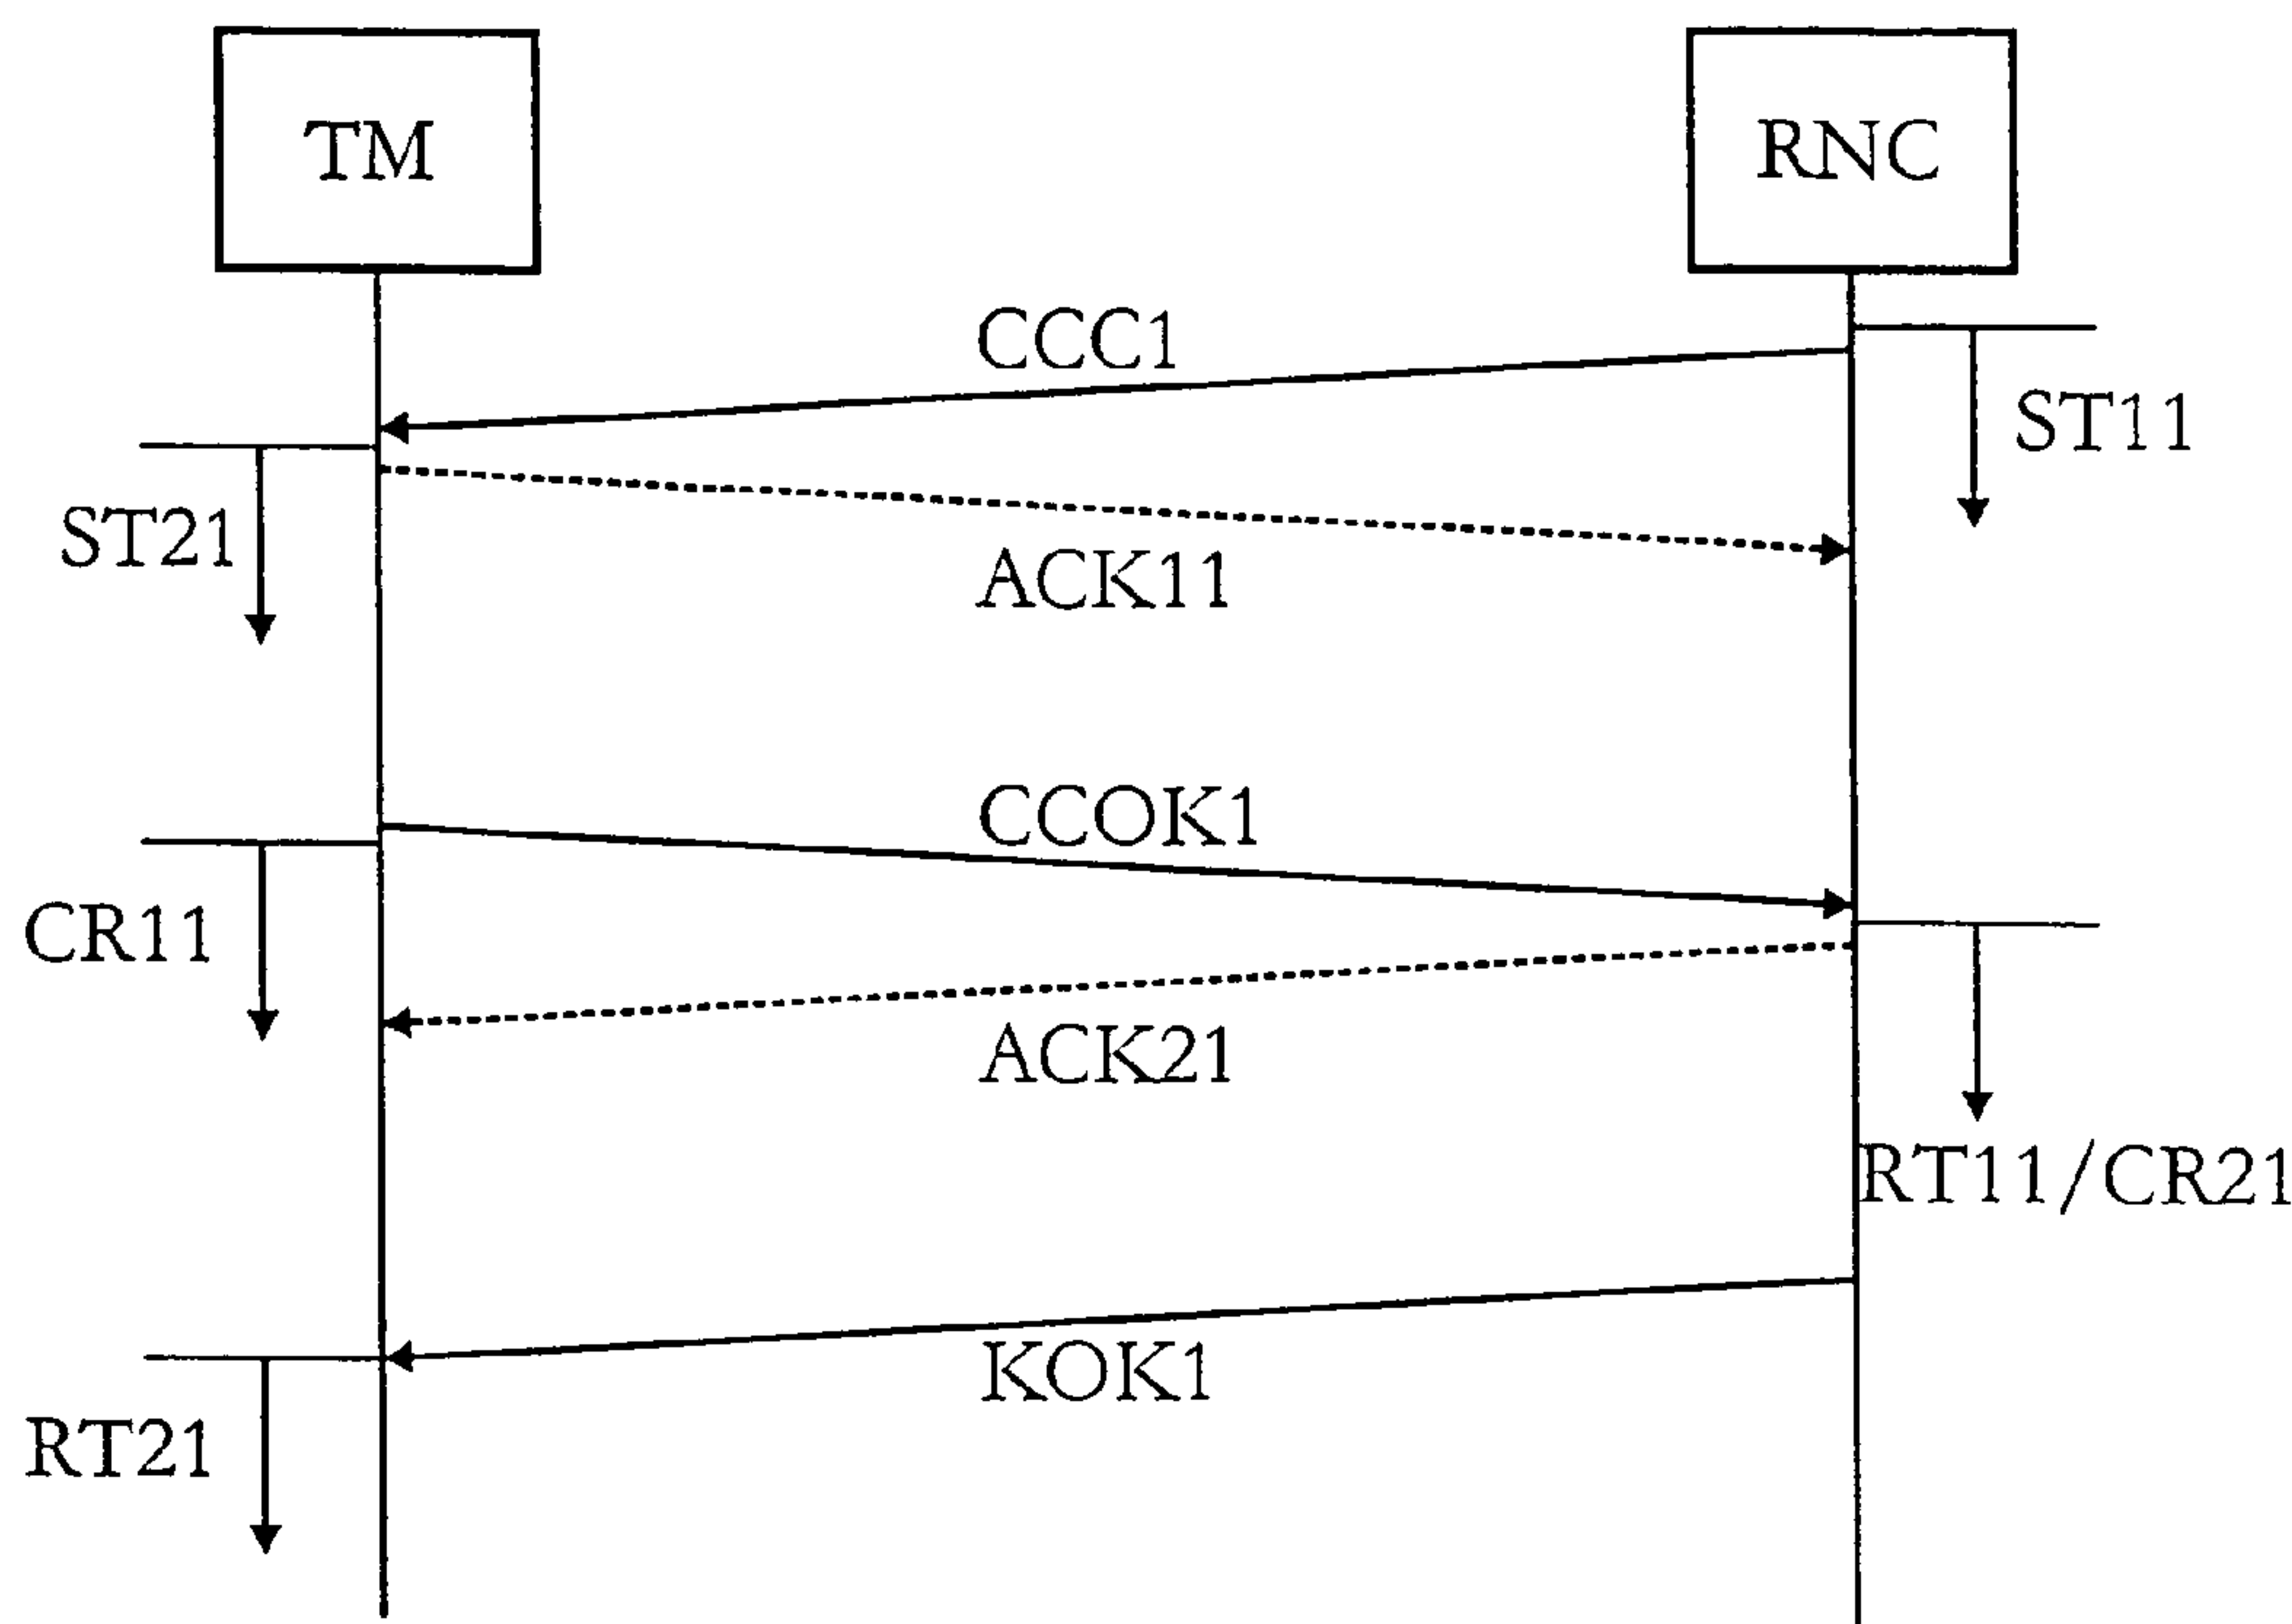 TM
RNC
CCC1
ST11
ST21
ACK11
CCOK1
CR11
ACK21
RT11/CR21
KOK1
RT21